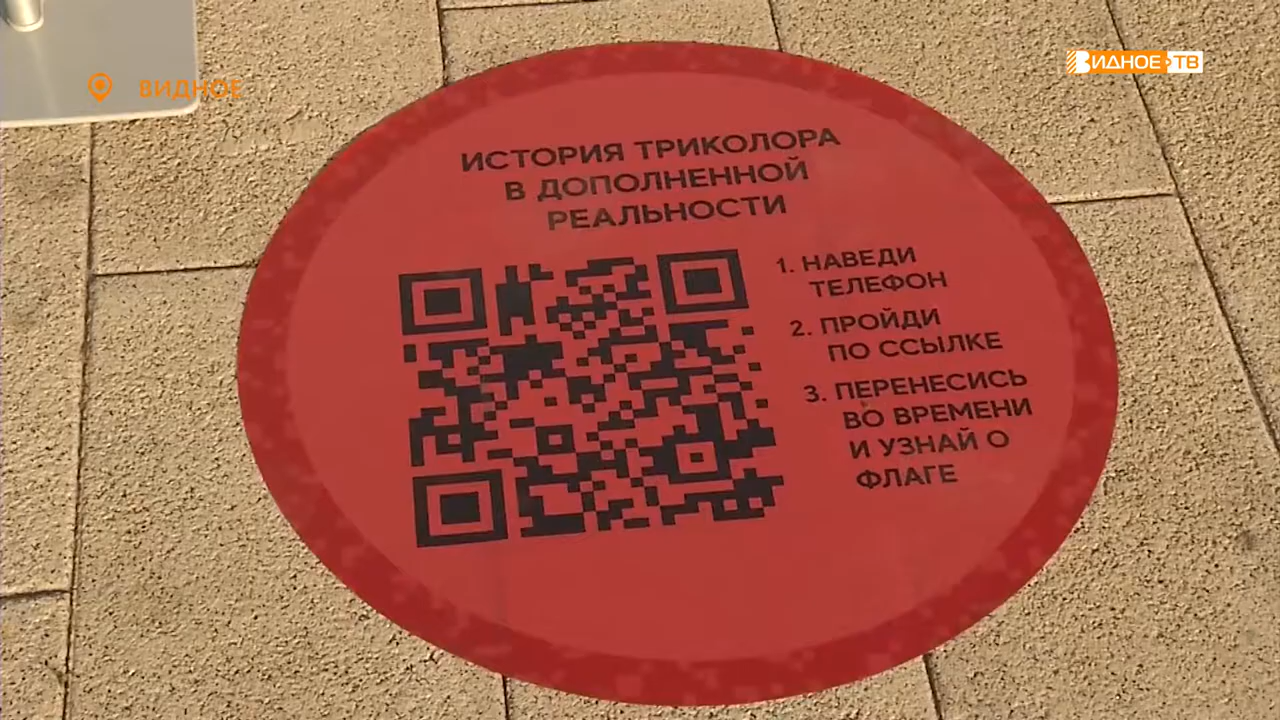 ВИДНОЕ
ВИДНОЕ ТВ
ИСТОРИЯ ТРИКОЛОРА
В ДОПОЛНЕННОЙ
РЕАЛЬНОСТИ
1. НАВЕДИ
ТЕЛЕФОН
2. ПРОЙДИ
ПО ССЫЛКЕ
3. ПЕРЕНЕСИСЬ
ВО ВРЕМЕНИ
И УЗНАЙ О
ФЛАГЕ